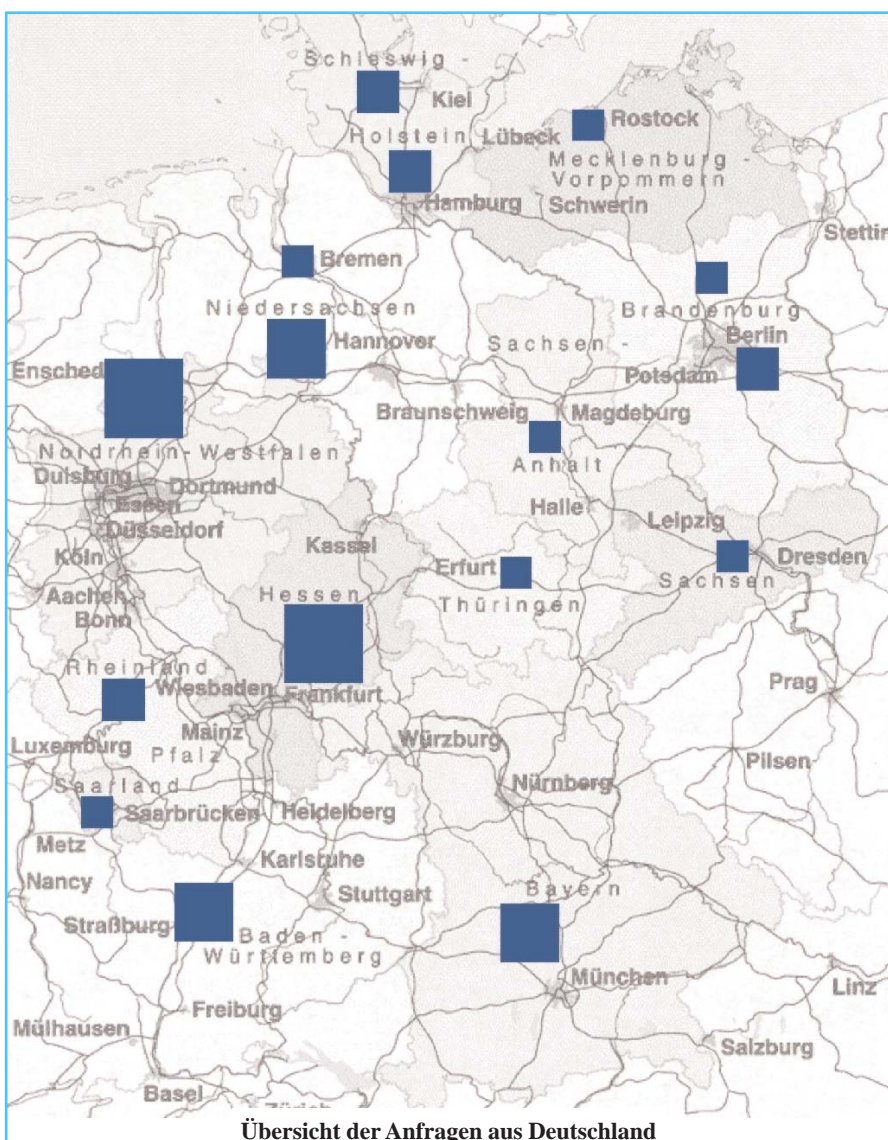 Schleswig -
Kiel
Holstein
Lübeck
Rostock
Mecklenburg -
Vorpommern
Hamburg
Schwerin
Stettin
Bremen
Niedersachsen
Brandenburg
Hannover
Sachsen -
Berlin
Ensched
Potsdam
Braunschweig
Magdeburg
Nordrhein-Westfalen
Anhalt
Duisburg
Dortmund
Essen
Halle
Leipzig
Düsseldorf
Kassel
Köln
Erfurt
Dresden
Sachsen
Aachen
Hessen
Thüringen
Bonn
Rheinland
Wiesbaden
Frankfurt
Prag
Mainz
Luxemburg
Pfalz
Würzburg
Pilsen
Saarland
Nürnberg
Saarbrücken
Heidelberg
Metz
Karlsruhe
Nancy
Stuttgart
Bayern
Straßburg
Baden -
Württemberg
München
Linz
Freiburg
Mülhausen
Salzburg
Basel
Zürich
Übersicht der Anfragen aus Deutschland